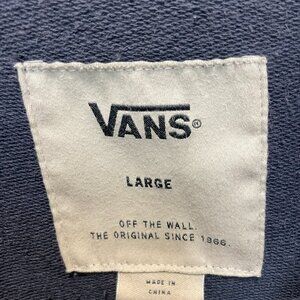 VANS®
LARGE
OFF THE WALL.
THE ORIGINAL SINCE 1966.
MADE IN
CHINA